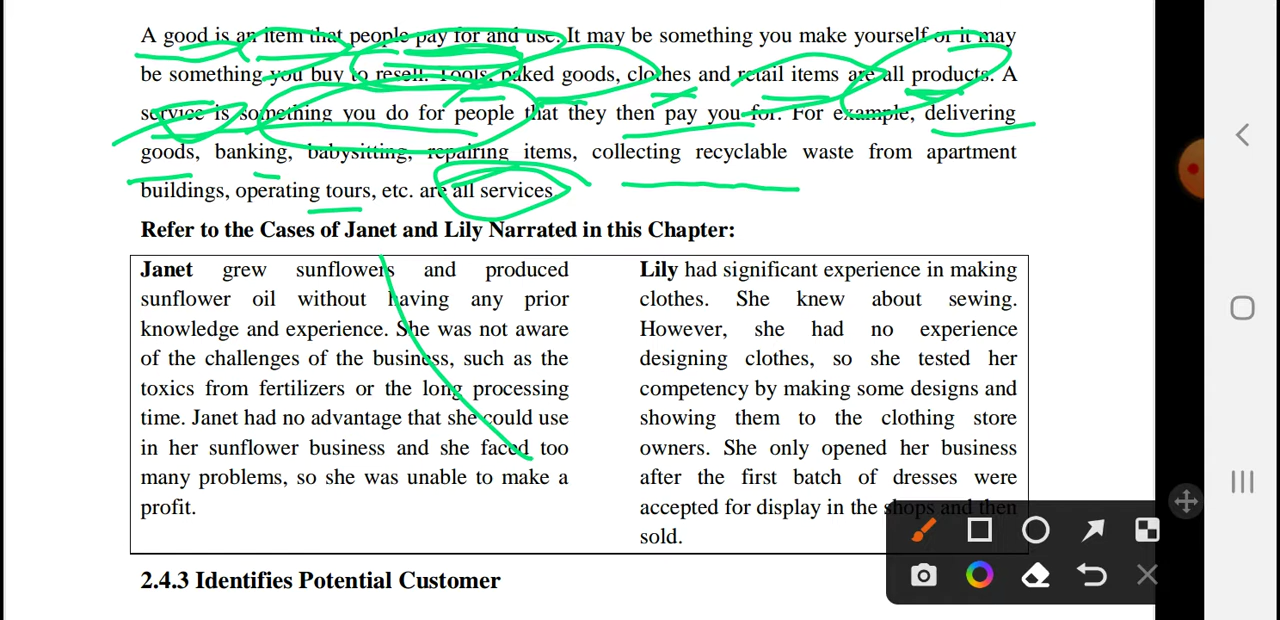 A good is an item that people pay for and use. It may be something you make yourself or it may
be something you buy to resell. Tools, baked goods, clothes and retail items are all products. A
service is something you do for people that they then pay you for. For example, delivering
goods, banking, babysitting, repairing items, collecting recyclable waste from apartment
buildings, operating tours, etc. are all services.
Refer to the Cases of Janet and Lily Narrated in this Chapter:
Janet grew sunflowers and produced
sunflower oil without having any prior
knowledge and experience. She was not aware
of the challenges of the business, such as the
toxics from fertilizers or the long processing
time. Janet had no advantage that she could use
in her sunflower business and she faced too
many problems, so she was unable to make a
profit.
Lily had significant experience in making
clothes. She knew about sewing.
However, she had no experience
designing clothes, so she tested her
competency by making some designs and
showing them to the clothing store
owners. She only opened her business
after the first batch of dresses were
accepted for display in the shops and then
sold.
2.4.3 Identifies Potential Customer